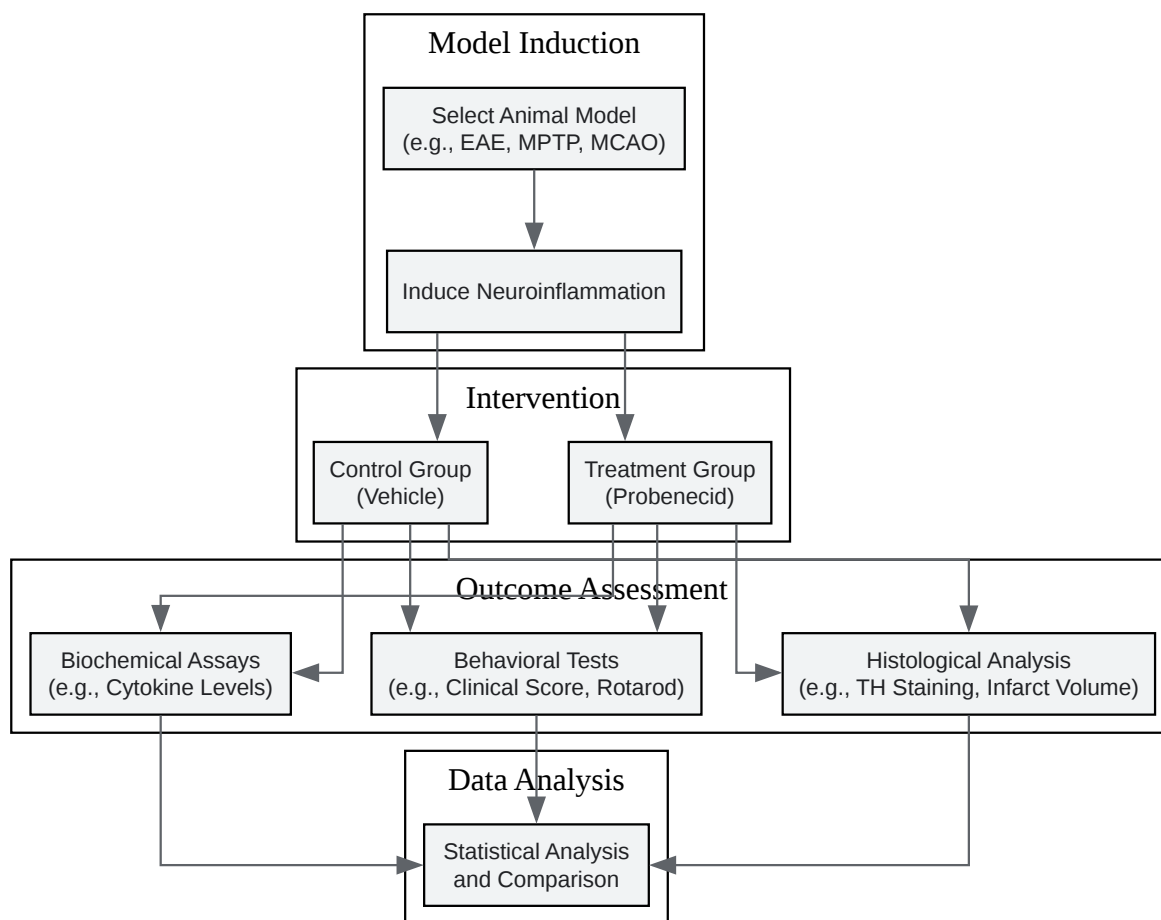 Model Induction
Select Animal Model
(e.g., EAE, MPTP, MCAO)
Induce Neuroinflammation
Intervention
Control Group
(Vehicle)
Treatment Group
(Probenecid)
Outcome Assessment
Biochemical Assays
(e.g., Cytokine Levels)
Behavioral Tests
(e.g., Clinical Score, Rotarod)
Histological Analysis
(e.g., TH Staining, Infarct Volume)
Data Analysis
Statistical Analysis
and Comparison